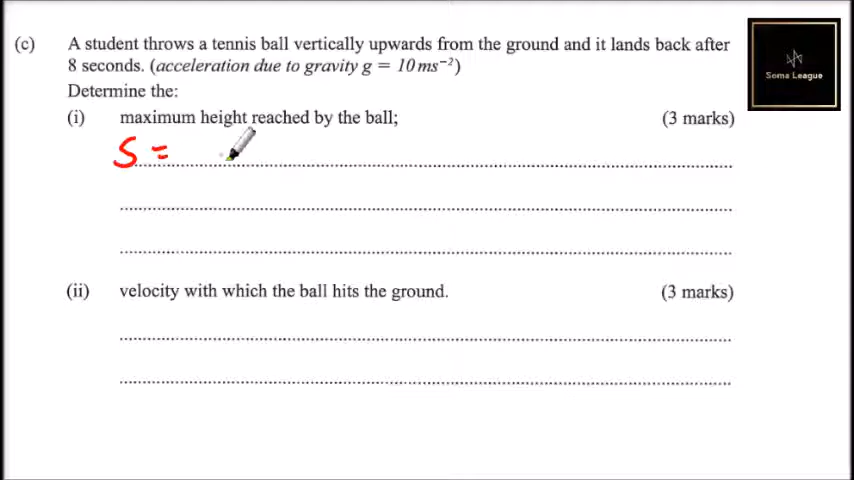 (c) A student throws a tennis ball vertically upwards from the ground and it lands back after
8 seconds. (acceleration due to gravity g = 10 ms⁻²)
Soma League
Determine the:
(i) maximum height reached by the ball; (3 marks)
S =
(ii) velocity with which the ball hits the ground. (3 marks)